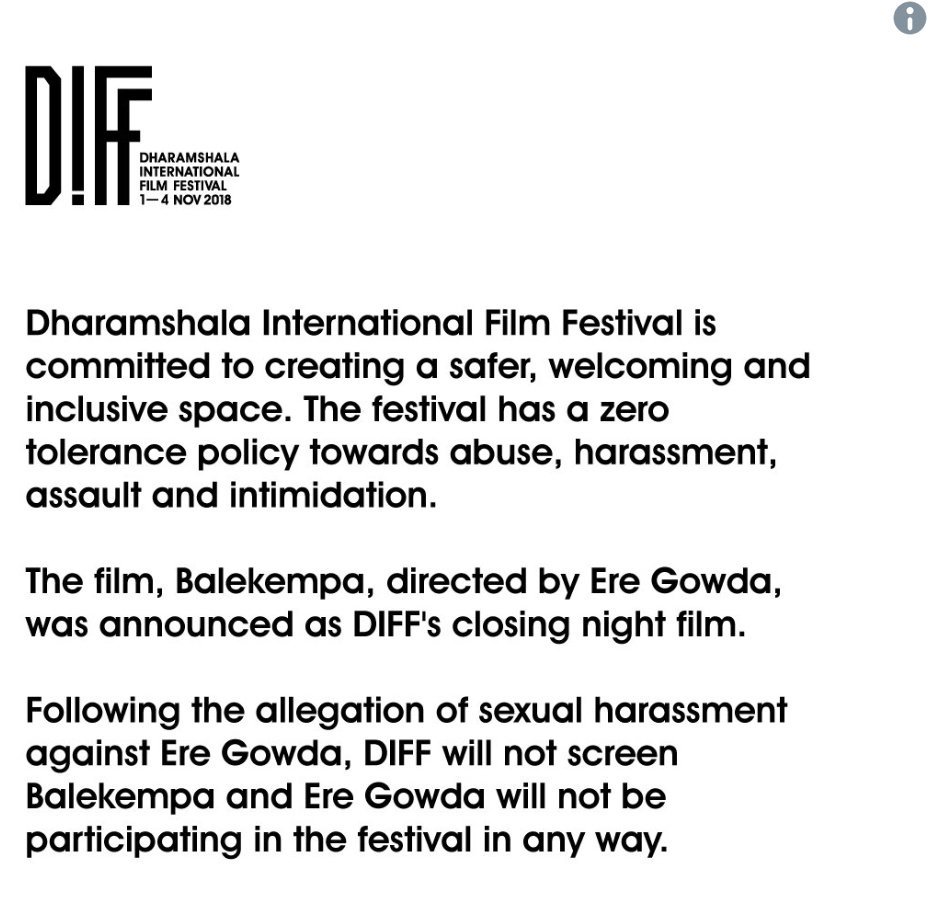 D!FF
DHARAMSHALA
INTERNATIONAL
FILM FESTIVAL
1—4 NOV 2018
Dharamshala International Film Festival is
committed to creating a safer, welcoming and
inclusive space. The festival has a zero
tolerance policy towards abuse, harassment,
assault and intimidation.
The film, Balekempa, directed by Ere Gowda,
was announced as DIFF's closing night film.
Following the allegation of sexual harassment
against Ere Gowda, DIFF will not screen
Balekempa and Ere Gowda will not be
participating in the festival in any way.